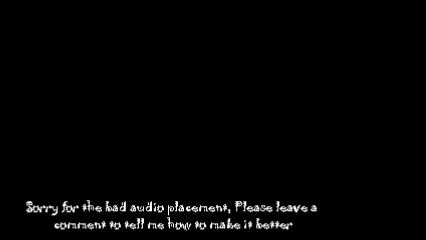 Sorry for the bad audio placement, Please leave a
comment to tell me how to make it better